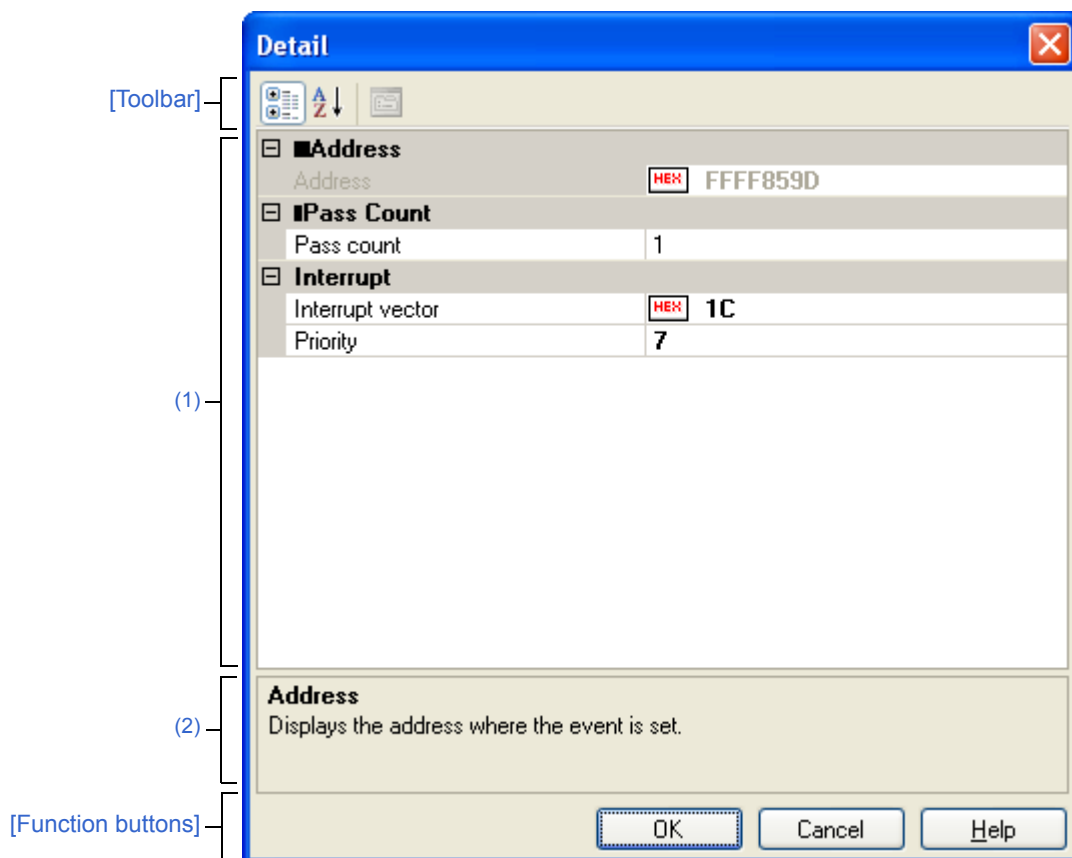 Detail
[Toolbar]
A
Z
■Address
Address HEX FFFF859D
▮Pass Count
Pass count 1
Interrupt
Interrupt vector HEX 1C
Priority 7
(1)
Address
Displays the address where the event is set.
(2)
[Function buttons]
OK Cancel Help